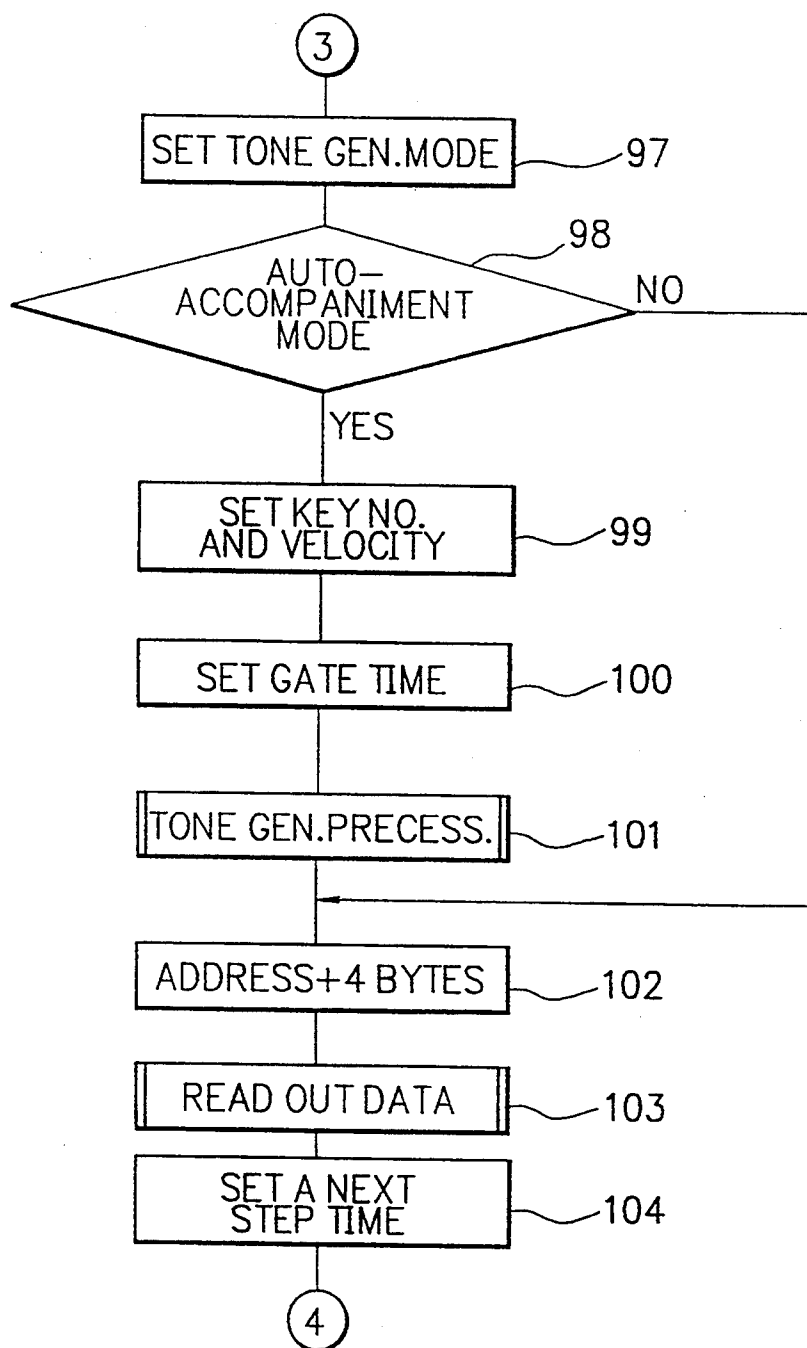 3
SET TONE GEN.MODE
97
98
AUTO-
ACCOMPANIMENT
MODE
NO
YES
SET KEY NO.
AND VELOCITY
99
SET GATE TIME
100
TONE GEN.PRECESS.
101
ADDRESS+4 BYTES
102
READ OUT DATA
103
SET A NEXT
STEP TIME
104
4